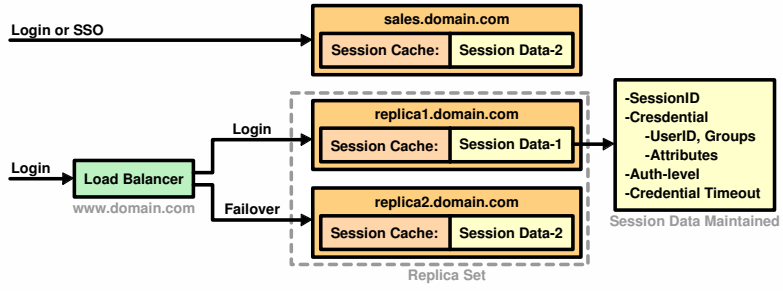 sales.domain.com
Login or SSO
Session Cache: Session Data-2
replica1.domain.com
Login
Session Cache: Session Data-1
-SessionID
-Cresdential
-UserID, Groups
-Attributes
-Auth-level
-Credential Timeout
Session Data Maintained
Login
Load Balancer
www.domain.com
replica2.domain.com
Failover
Session Cache: Session Data-2
Replica Set